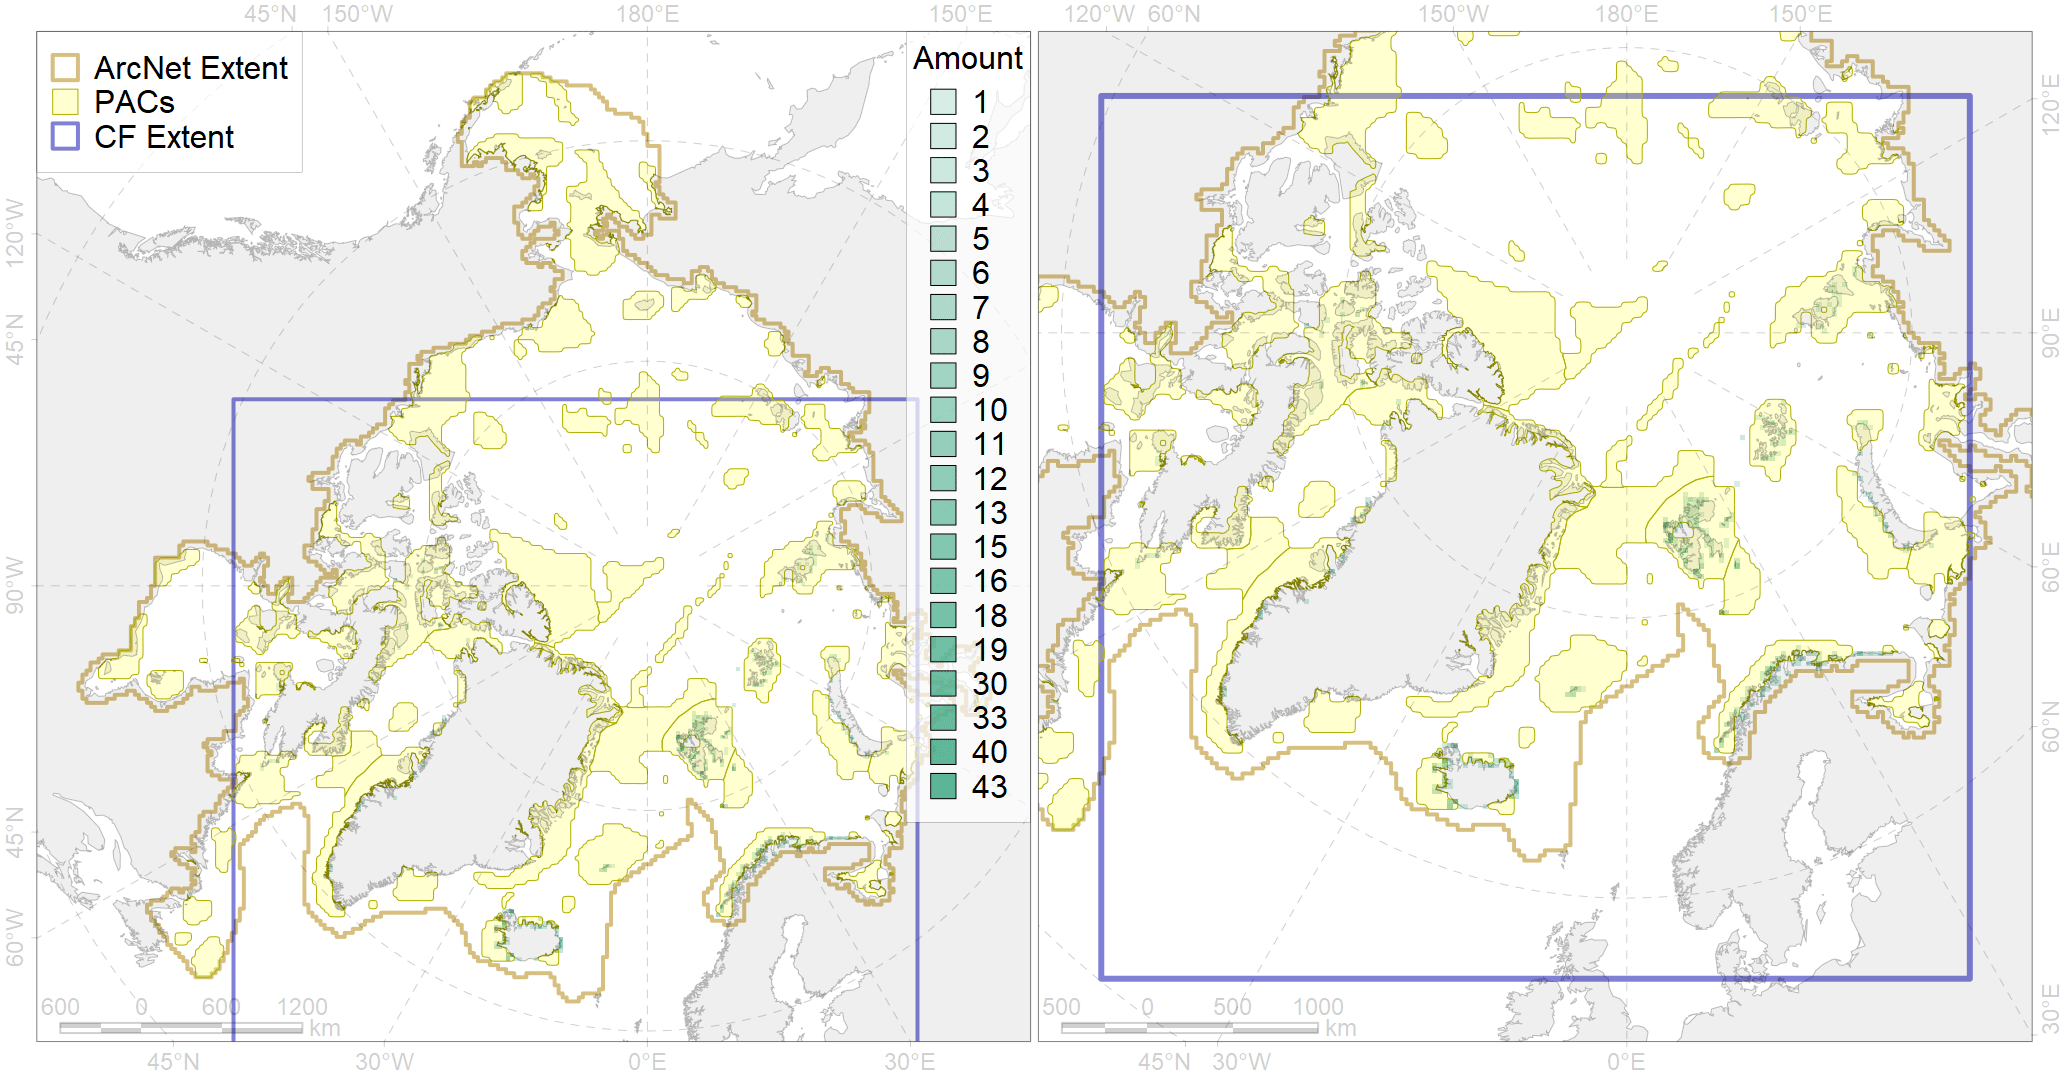 45°N 150°W 180°E 150°E
120°W 60°N 150°W 180°E 150°E
ArcNet Extent
PACs
CF Extent
Amount
1
2
3
4
5
6
7
8
9
10
11
12
13
15
16
18
19
30
33
40
43
120°W
45°N
90°W
45°N
60°W
120°E
90°E
60°E
60°N
30°E
600 0 600 1200
km
500 0 500 1000
km
45°N 30°W 0°E 30°E
45°N 30°W 0°E